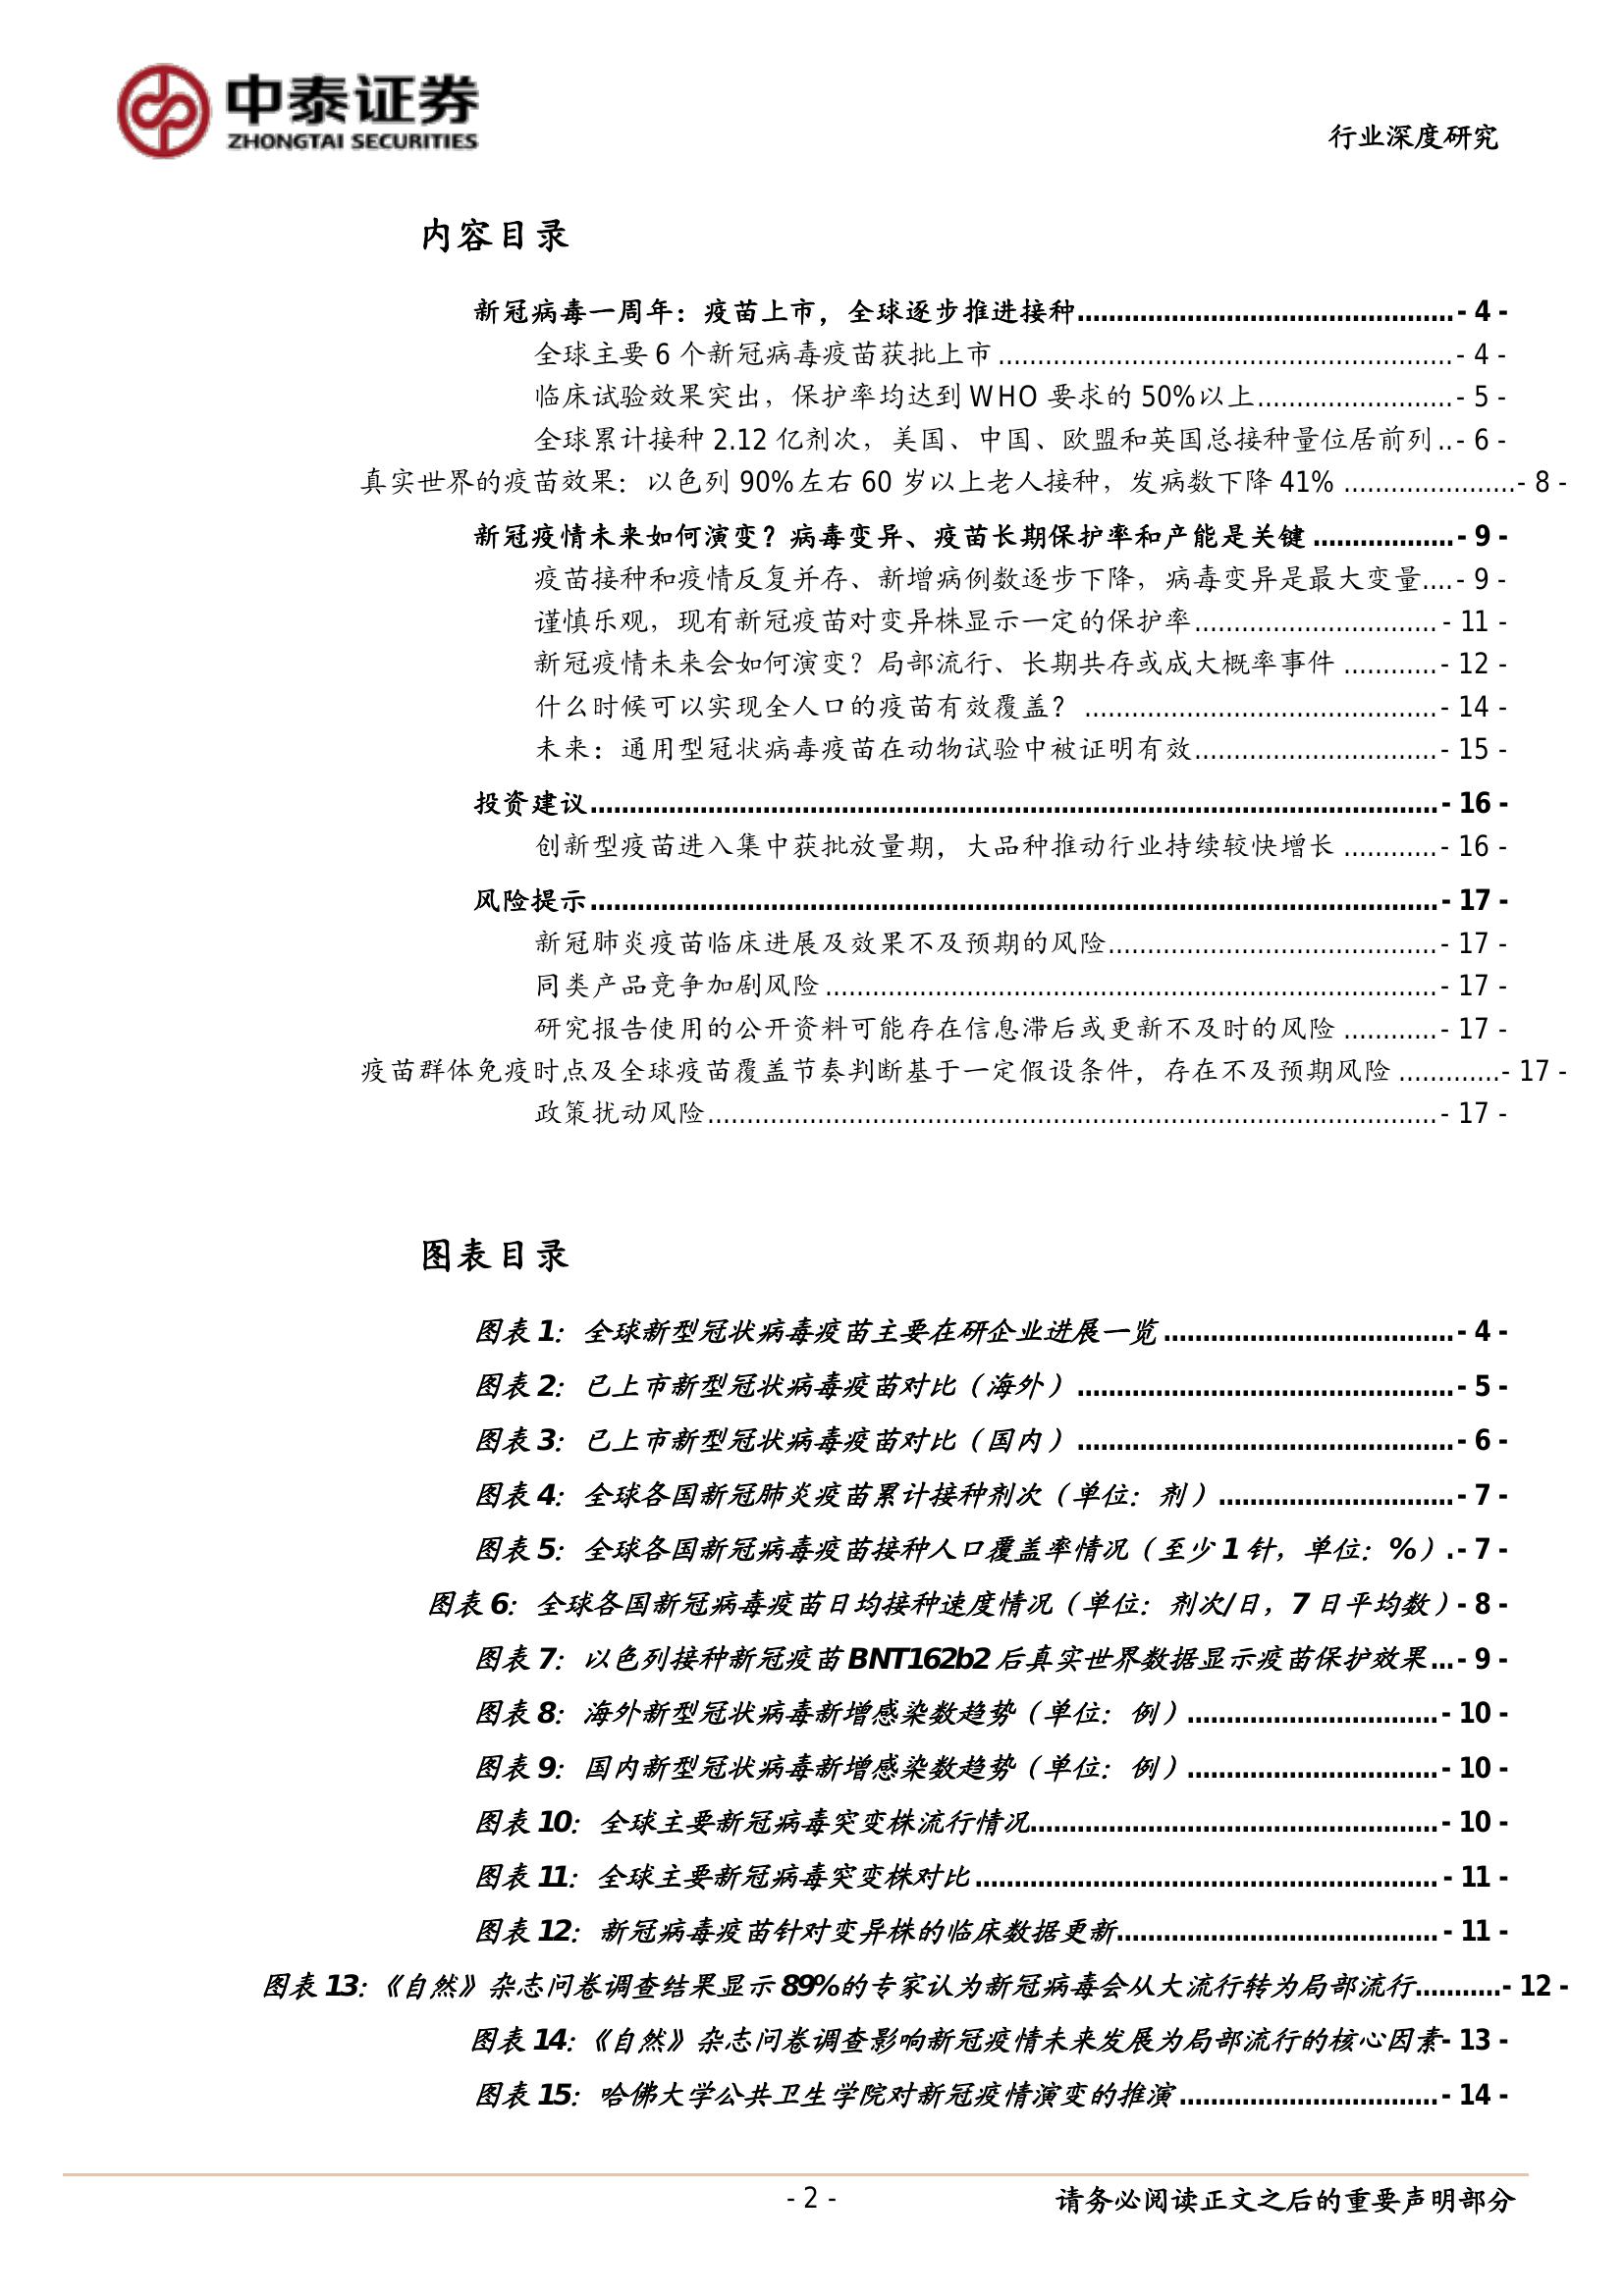 中泰证券
ZHONGTAI SECURITIES
行业深度研究
内容目录
新冠病毒一周年：疫苗上市，全球逐步推进接种................................................- 4 -
全球主要 6 个新冠病毒疫苗获批上市 ..........................................................- 4 -
临床试验效果突出，保护率均达到 WHO 要求的 50%以上.........................- 5 -
全球累计接种 2.12 亿剂次，美国、中国、欧盟和英国总接种量位居前列..- 6 -
真实世界的疫苗效果：以色列 90%左右 60 岁以上老人接种，发病数下降 41% ......................- 8 -
新冠疫情未来如何演变？病毒变异、疫苗长期保护率和产能是关键 ..................- 9 -
疫苗接种和疫情反复并存、新增病例数逐步下降，病毒变异是最大变量....- 9 -
谨慎乐观，现有新冠疫苗对变异株显示一定的保护率...............................- 11 -
新冠疫情未来会如何演变？局部流行、长期共存或成大概率事件 ............- 12 -
什么时候可以实现全人口的疫苗有效覆盖？ .............................................- 14 -
未来：通用型冠状病毒疫苗在动物试验中被证明有效...............................- 15 -
投资建议............................................................................................................- 16 -
创新型疫苗进入集中获批放量期，大品种推动行业持续较快增长 ............- 16 -
风险提示............................................................................................................- 17 -
新冠肺炎疫苗临床进展及效果不及预期的风险..........................................- 17 -
同类产品竞争加剧风险 ..............................................................................- 17 -
研究报告使用的公开资料可能存在信息滞后或更新不及时的风险 ............- 17 -
疫苗群体免疫时点及全球疫苗覆盖节奏判断基于一定假设条件，存在不及预期风险 .............- 17 -
政策扰动风险.............................................................................................- 17 -
图表目录
图表 1：全球新型冠状病毒疫苗主要在研企业进展一览 .....................................- 4 -
图表 2：已上市新型冠状病毒疫苗对比（海外） ................................................- 5 -
图表 3：已上市新型冠状病毒疫苗对比（国内） ................................................- 6 -
图表 4：全球各国新冠肺炎疫苗累计接种剂次（单位：剂） ..............................- 7 -
图表 5：全球各国新冠病毒疫苗接种人口覆盖率情况（至少 1 针，单位：%） .- 7 -
图表 6：全球各国新冠病毒疫苗日均接种速度情况（单位：剂次/日，7 日平均数）- 8 -
图表 7：以色列接种新冠疫苗 BNT162b2 后真实世界数据显示疫苗保护效果...- 9 -
图表 8：海外新型冠状病毒新增感染数趋势（单位：例）................................- 10 -
图表 9：国内新型冠状病毒新增感染数趋势（单位：例）................................- 10 -
图表 10：全球主要新冠病毒突变株流行情况....................................................- 10 -
图表 11：全球主要新冠病毒突变株对比 ...........................................................- 11 -
图表 12：新冠病毒疫苗针对变异株的临床数据更新.........................................- 11 -
图表 13：《自然》杂志问卷调查结果显示 89%的专家认为新冠病毒会从大流行转为局部流行...........- 12 -
图表 14：《自然》杂志问卷调查影响新冠疫情未来发展为局部流行的核心因素- 13 -
图表 15：哈佛大学公共卫生学院对新冠疫情演变的推演 .................................- 14 -
- 2 -
请务必阅读正文之后的重要声明部分